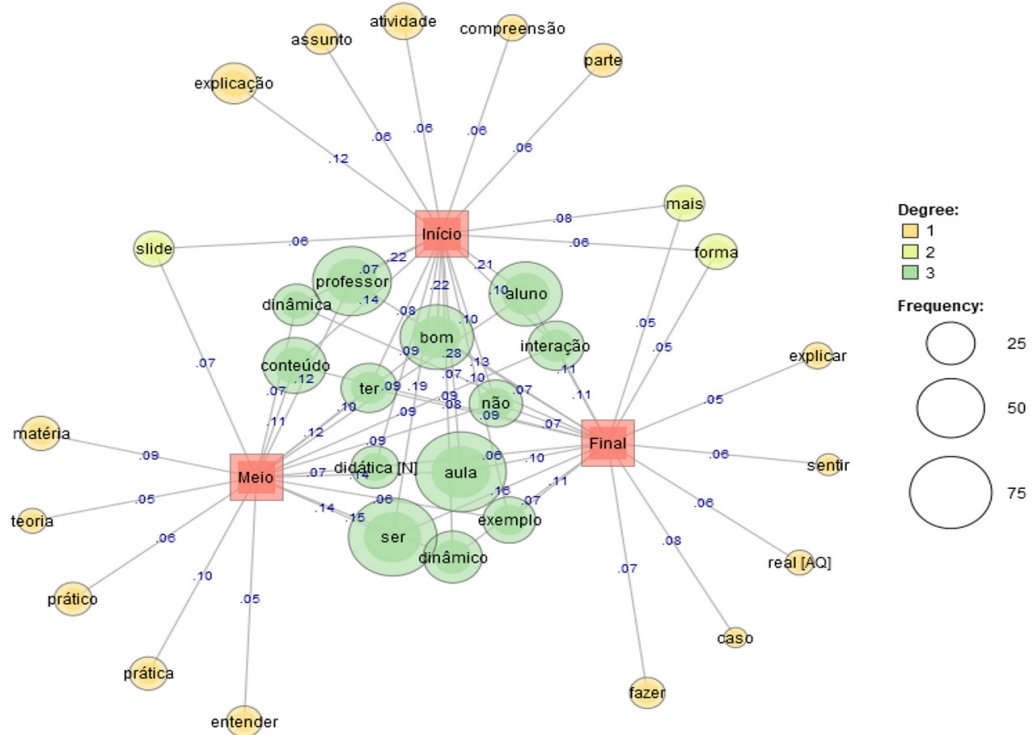 atividade
compreensão
assunto
parte
explicação
.06
.06
.06
.06
.12
mais
.08
Início
slide
.06
.06
forma
.22
.21
.07
professor
.22
.10
aluno
dinâmica
.14
.08
.10
bom
interação
.05
.05
.09
.28
.13
conteúdo
.07
.11
explicar
.07
.12
.07
.10
ter
.09
.19
.07
.11
.09
não
.05
.11
.10
.09
.08
.09
.07
matéria
.12
.09
Final
.09
didática [N]
.06
.10
.06
sentir
Meio
.07
.14
aula
.11
.05
.16
.06
teoria
.14
.15
.06
.07
exemplo
.06
ser
.08
dinâmico
real [AQ]
.10
.05
.07
prático
caso
prática
fazer
entender
Degree:
1
2
3
Frequency:
25
50
75